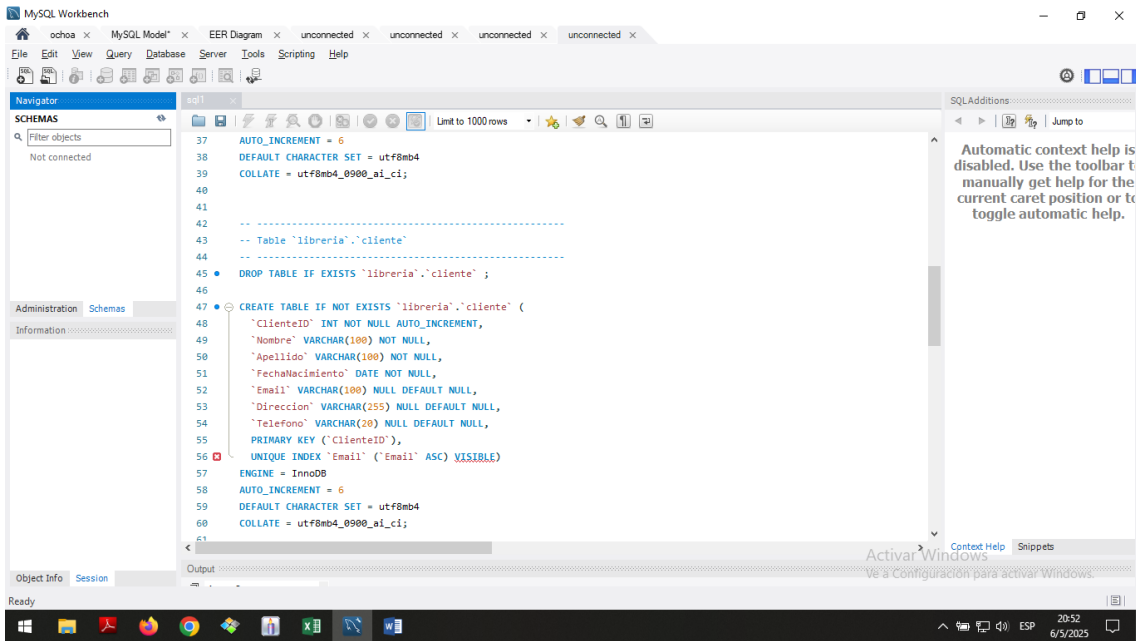 MySQL Workbench
ochoa MySQL Model* EER Diagram unconnected unconnected unconnected unconnected
File Edit View Query Database Server Tools Scripting Help
Navigator
SCHEMAS
Filter objects
Not connected
Administration Schemas
Information
Object Info Session
sql1
Limit to 1000 rows
37 AUTO_INCREMENT = 6
38 DEFAULT CHARACTER SET = utf8mb4
39 COLLATE = utf8mb4_0900_ai_ci;
40
41
42 -- -----------------------------------------------------
43 -- Table `libreria`.`cliente`
44 -- -----------------------------------------------------
45 DROP TABLE IF EXISTS `libreria`.`cliente` ;
46
47 CREATE TABLE IF NOT EXISTS `libreria`.`cliente` (
48 `ClienteID` INT NOT NULL AUTO_INCREMENT,
49 `Nombre` VARCHAR(100) NOT NULL,
50 `Apellido` VARCHAR(100) NOT NULL,
51 `FechaNacimiento` DATE NOT NULL,
52 `Email` VARCHAR(100) NULL DEFAULT NULL,
53 `Direccion` VARCHAR(255) NULL DEFAULT NULL,
54 `Telefono` VARCHAR(20) NULL DEFAULT NULL,
55 PRIMARY KEY (`ClienteID`),
56 UNIQUE INDEX `Email` (`Email` ASC) VISIBLE)
57 ENGINE = InnoDB
58 AUTO_INCREMENT = 6
59 DEFAULT CHARACTER SET = utf8mb4
60 COLLATE = utf8mb4_0900_ai_ci;
61
Output
SQLAdditions
Jump to
Automatic context help is
disabled. Use the toolbar t
manually get help for the
current caret position or to
toggle automatic help.
Context Help Snippets
Activar Windows
Ve a Configuración para activar Windows.
Ready
ESP
20:52
6/5/2025